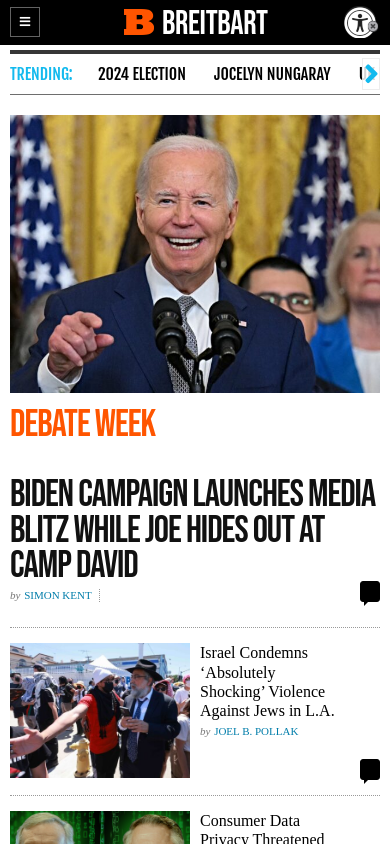 BREITBART
TRENDING:
2024 ELECTION
JOCELYN NUNGARAY
DEBATE WEEK
BIDEN CAMPAIGN LAUNCHES MEDIA
BLITZ WHILE JOE HIDES OUT AT
CAMP DAVID
by SIMON KENT
Israel Condemns
‘Absolutely
Shocking’ Violence
Against Jews in L.A.
by JOEL B. POLLAK
Consumer Data
Privacy Threatened